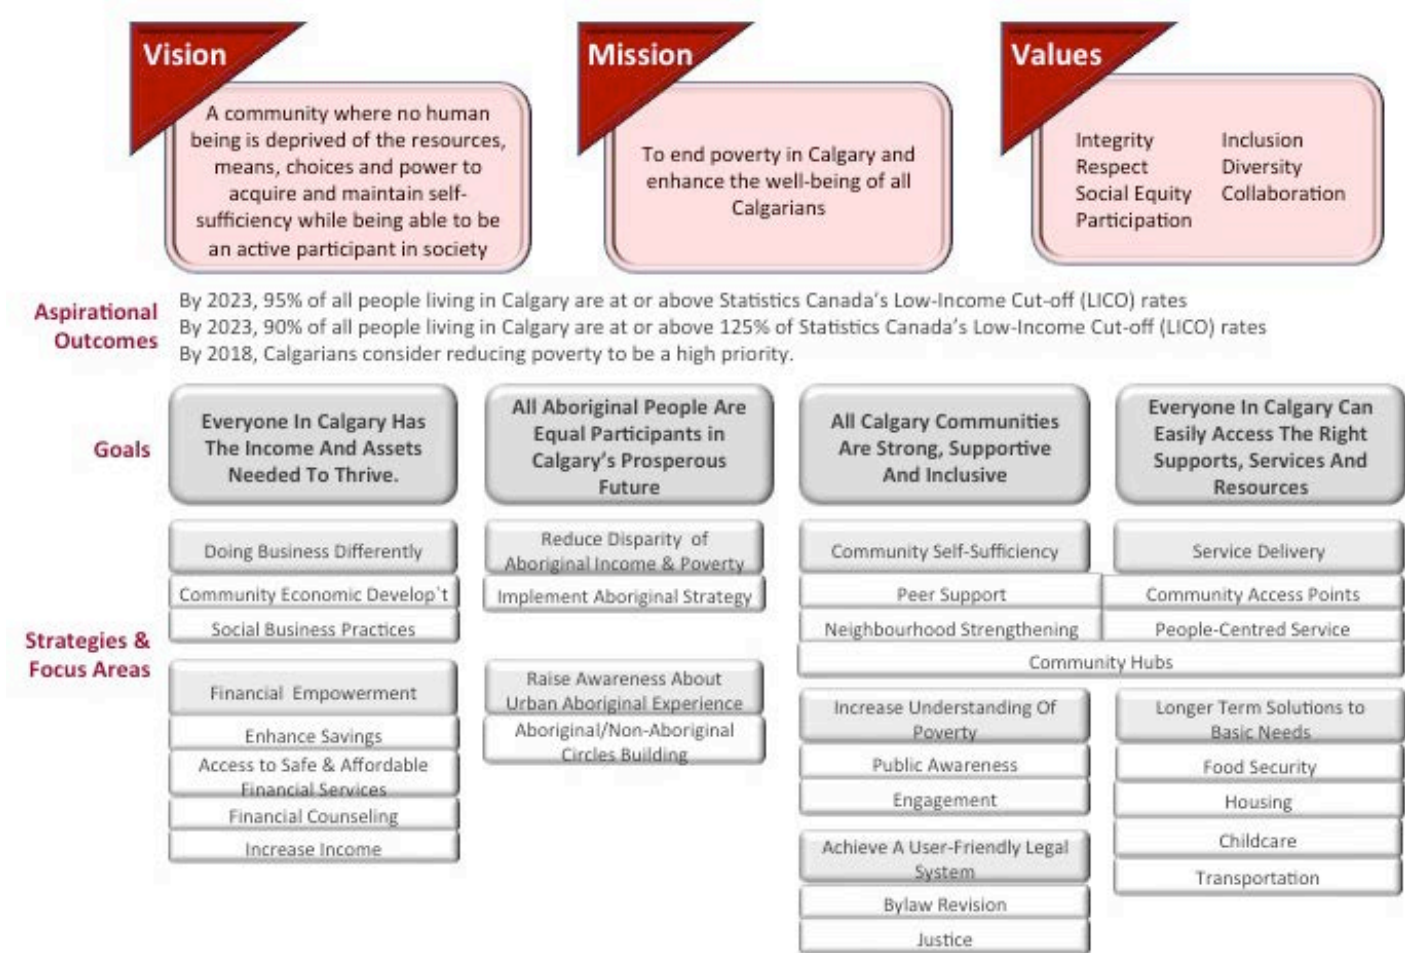 Vision
A community where no human
being is deprived of the resources,
means, choices and power to
acquire and maintain self-
sufficiency while being able to be
an active participant in society
Mission
To end poverty in Calgary and
enhance the well-being of all
Calgarians
Values
Integrity
Respect
Social Equity
Participation
Inclusion
Diversity
Collaboration
Aspirational
Outcomes
By 2023, 95% of all people living in Calgary are at or above Statistics Canada's Low-Income Cut-off (LICO) rates
By 2023, 90% of all people living in Calgary are at or above 125% of Statistics Canada's Low-Income Cut-off (LICO) rates
By 2018, Calgarians consider reducing poverty to be a high priority.
Goals
Everyone In Calgary Has
The Income And Assets
Needed To Thrive.
All Aboriginal People Are
Equal Participants in
Calgary's Prosperous
Future
All Calgary Communities
Are Strong, Supportive
And Inclusive
Everyone In Calgary Can
Easily Access The Right
Supports, Services And
Resources
Strategies &
Focus Areas
Doing Business Differently
Community Economic Develop`t
Social Business Practices
Financial Empowerment
Enhance Savings
Access to Safe & Affordable
Financial Services
Financial Counseling
Increase Income
Reduce Disparity of
Aboriginal Income & Poverty
Implement Aboriginal Strategy
Raise Awareness About
Urban Aboriginal Experience
Aboriginal/Non-Aboriginal
Circles Building
Community Self-Sufficiency
Peer Support
Neighbourhood Strengthening
Community Hubs
Increase Understanding Of
Poverty
Public Awareness
Engagement
Achieve A User-Friendly Legal
System
Bylaw Revision
Justice
Service Delivery
Community Access Points
People-Centred Service
Longer Term Solutions to
Basic Needs
Food Security
Housing
Childcare
Transportation